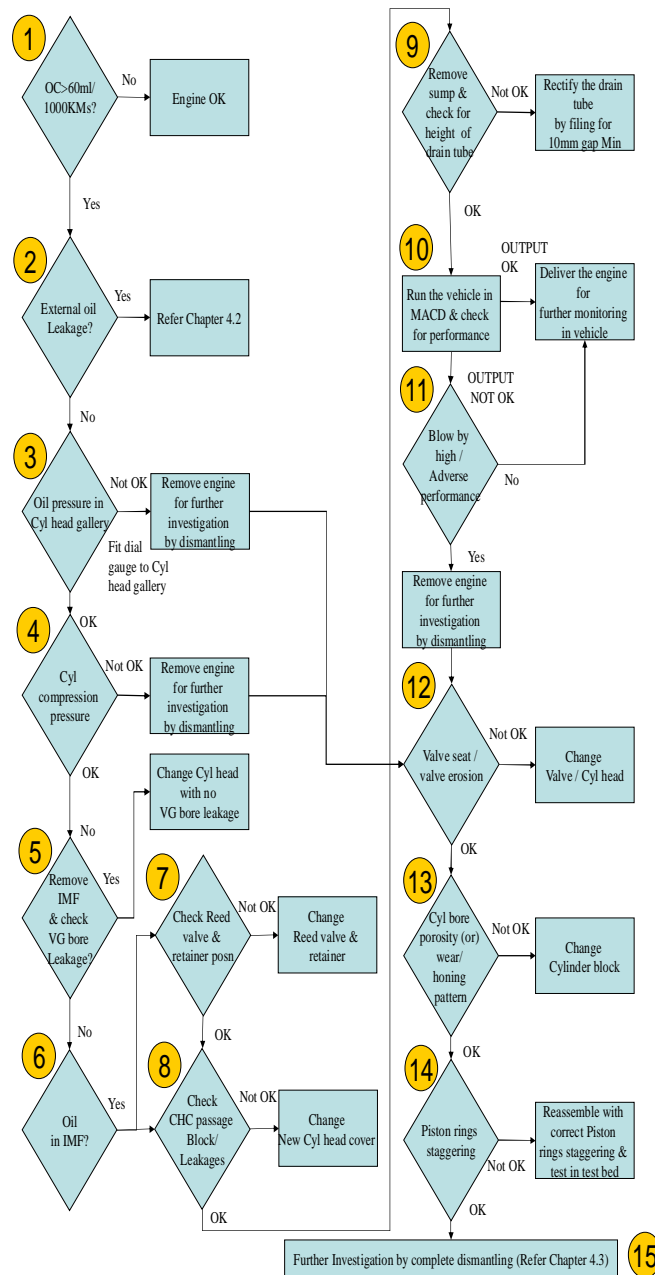 1
OC>60ml/
1000KMs?
No
Engine OK
Yes
2
External oil
Leakage?
Yes
Refer Chapter 4.2
No
3
Oil pressure in
Cyl head gallery
Not OK
Remove engine
for further
investigation
by dismantling
Fit dial
gauge to Cyl
head gallery
OK
4
Cyl
compression
pressure
Not OK
Remove engine
for further
investigation
by dismantling
OK
Change Cyl head
with no
VG bore leakage
No
5
Remove
IMF
& check
VG bore
Leakage?
Yes
No
6
Oil
in IMF?
Yes
7
Check Reed
valve &
retainer posn
Not OK
Change
Reed valve &
retainer
OK
8
Check
CHC passage
Block/
Leakages
Not OK
Change
New Cyl head cover
OK
9
Remove
sump &
check for
height of
drain tube
Not OK
Rectify the drain
tube
by filing for
10mm gap Min
OK
10
Run the vehicle in
MACD & check
for performance
OUTPUT
OK
Deliver the
engine for
further monitoring
in vehicle
OUTPUT
NOT OK
11
Blow by
high /
Adverse
performance
No
Yes
Remove engine
for further
investigation
by dismantling
12
Valve seat /
valve erosion
Not OK
Change
Valve / Cyl head
OK
13
Cyl bore
porosity (or)
wear/
honing
pattern
Not OK
Change
Cylinder block
OK
14
Piston rings
staggering
Not OK
Reassemble with
correct Piston
rings staggering &
test in test bed
OK
Further Investigation by complete dismantling (Refer Chapter 4.3)
15